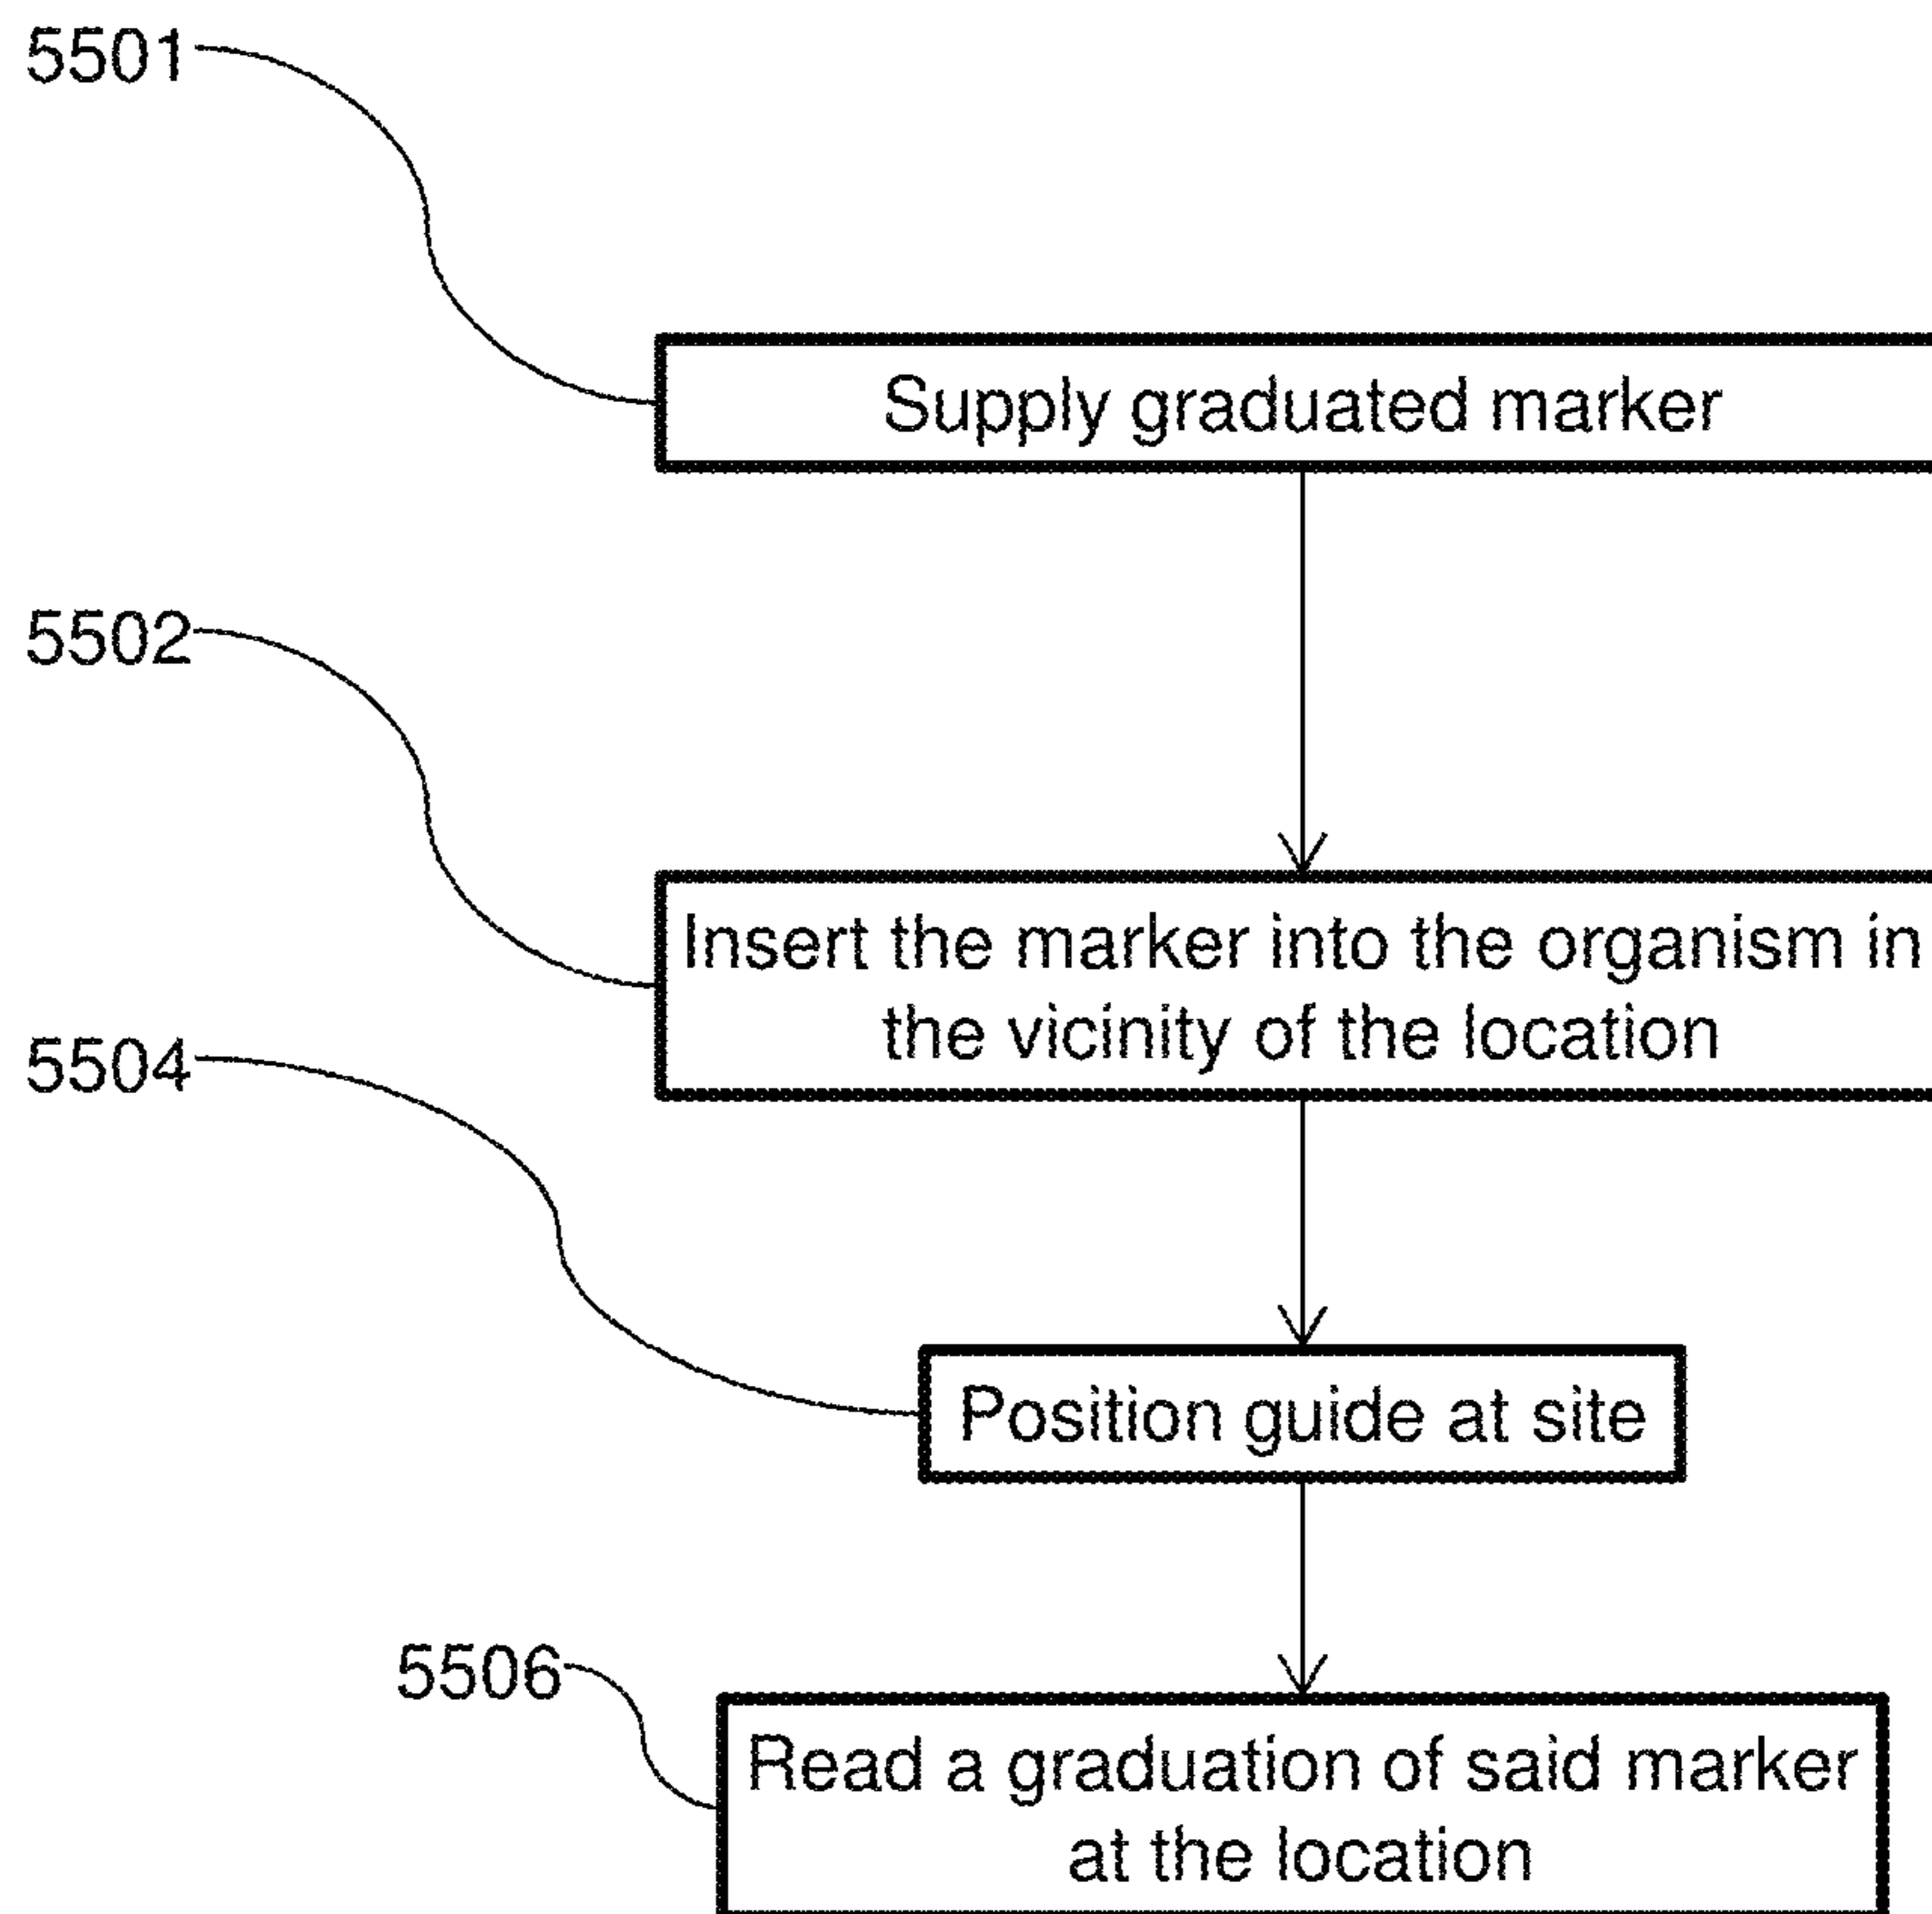 5501
Supply graduated marker
5502
Insert the marker into the organism in
the vicinity of the location
5504
Position guide at site
5506
Read a graduation of said marker
at the location